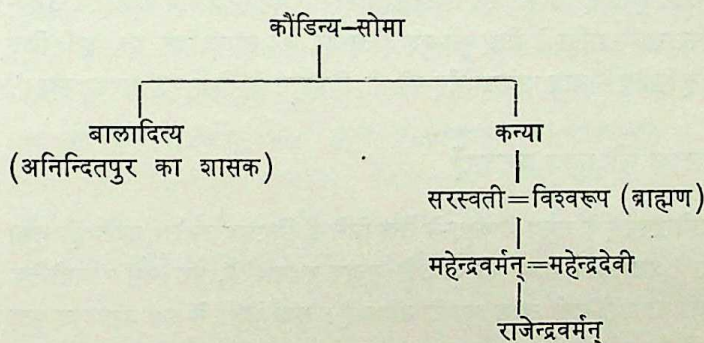 कौंडिन्य-सोमा
बालादित्य
(अनिन्दितपुर का शासक)
कन्या
सरस्वती=विश्वरूप (ब्राह्मण)
महेन्द्रवर्मन्=महेन्द्रदेवी
राजेन्द्रवर्मन्